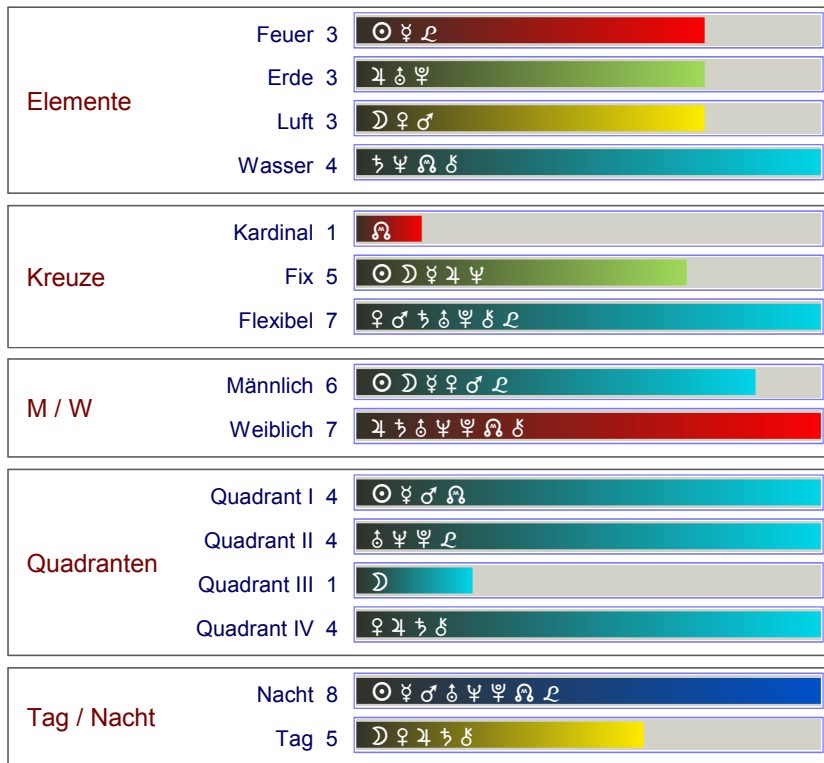 Elemente
Feuer 3 ☉ ☿ ℒ
Erde 3 ♃ ⛢ ♇
Luft 3 ☽ ♀ ♂
Wasser 4 ♄ ♆ ☊ ⚷
Kreuze
Kardinal 1 ☊
Fix 5 ☉ ☽ ☿ ♃ ♆
Flexibel 7 ♀ ♂ ♄ ⛢ ♇ ⚷ ℒ
M / W
Männlich 6 ☉ ☽ ☿ ♀ ♂ ℒ
Weiblich 7 ♃ ♄ ⛢ ♆ ♇ ☊ ⚷
Quadranten
Quadrant I 4 ☉ ☿ ♂ ☊
Quadrant II 4 ⛢ ♆ ♇ ℒ
Quadrant III 1 ☽
Quadrant IV 4 ♀ ♃ ♄ ⚷
Tag / Nacht
Nacht 8 ☉ ☿ ♂ ⛢ ♆ ♇ ☊ ℒ
Tag 5 ☽ ♀ ♃ ♄ ⚷